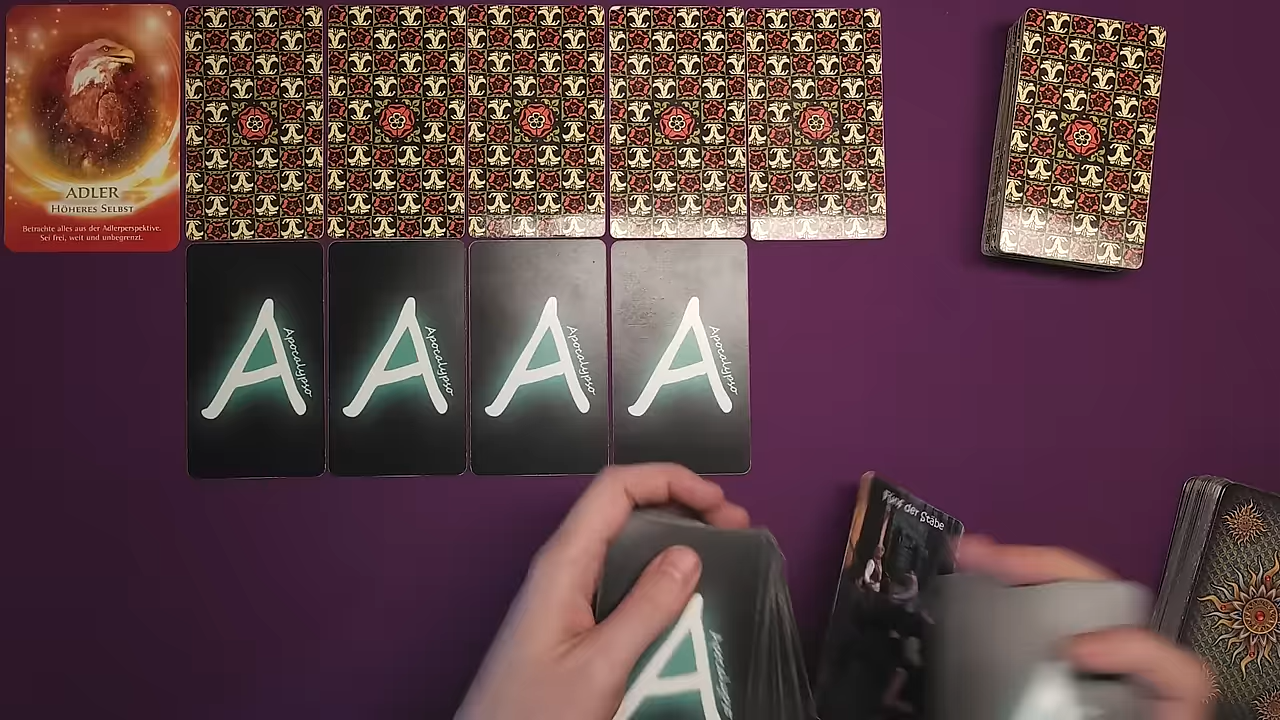 ADLER
HÖHERES SELBST
Betrachte alles aus der Adlerperspektive.
Sei frei, weit und unbegrenzt.
A
Apocalypso
A
Apocalypso
A
Apocalypso
A
Apocalypso
Fünf der Stäbe
A